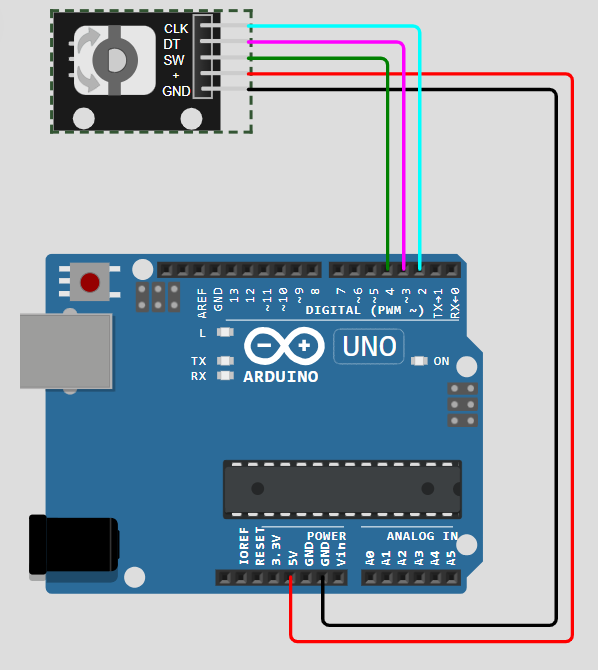 CLK
DT
SW
+
GND
AREF
GND
13
12
~11
~10
~9
8
7
~6
~5
4
~3
2
TX→1
RX←0
DIGITAL (PWM ~)
L
TX
RX
UNO
ON
ARDUINO
POWER
ANALOG IN
IOREF
RESET
3.3V
5V
GND
GND
Vin
A0
A1
A2
A3
A4
A5